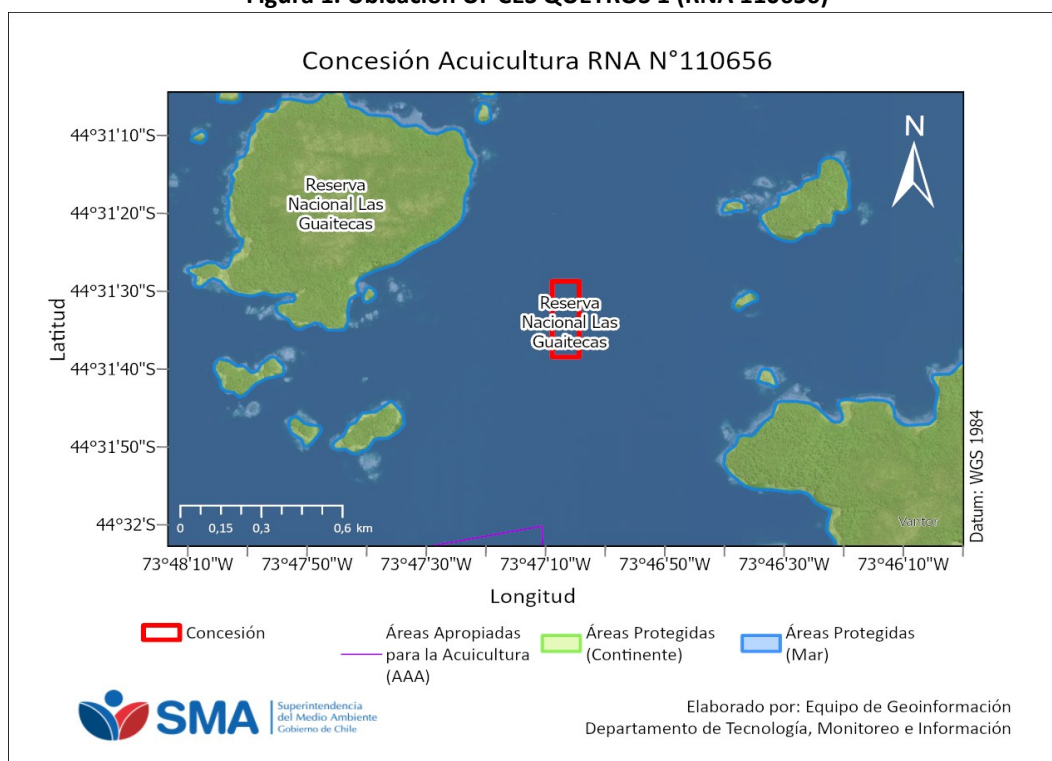 Figura 1. Ubicación UF CES QUETROS 1 (RNA 110656)
Concesión Acuicultura RNA N°110656
44°31'10"S
44°31'20"S
44°31'30"S
44°31'40"S
44°31'50"S
44°32'S
Latitud
Reserva
Nacional Las
Guaitecas
Reserva
Nacional Las
Guaitecas
N
Datum: WGS 1984
Vantor
0 0,15 0,3 0,6 km
73°48'10"W 73°47'50"W 73°47'30"W 73°47'10"W 73°46'50"W 73°46'30"W 73°46'10"W
Longitud
Concesión
Áreas Apropiadas
para la Acuicultura
(AAA)
Áreas Protegidas
(Continente)
Áreas Protegidas
(Mar)
SMA
Superintendencia
del Medio Ambiente
Gobierno de Chile
Elaborado por: Equipo de Geoinformación
Departamento de Tecnología, Monitoreo e Información